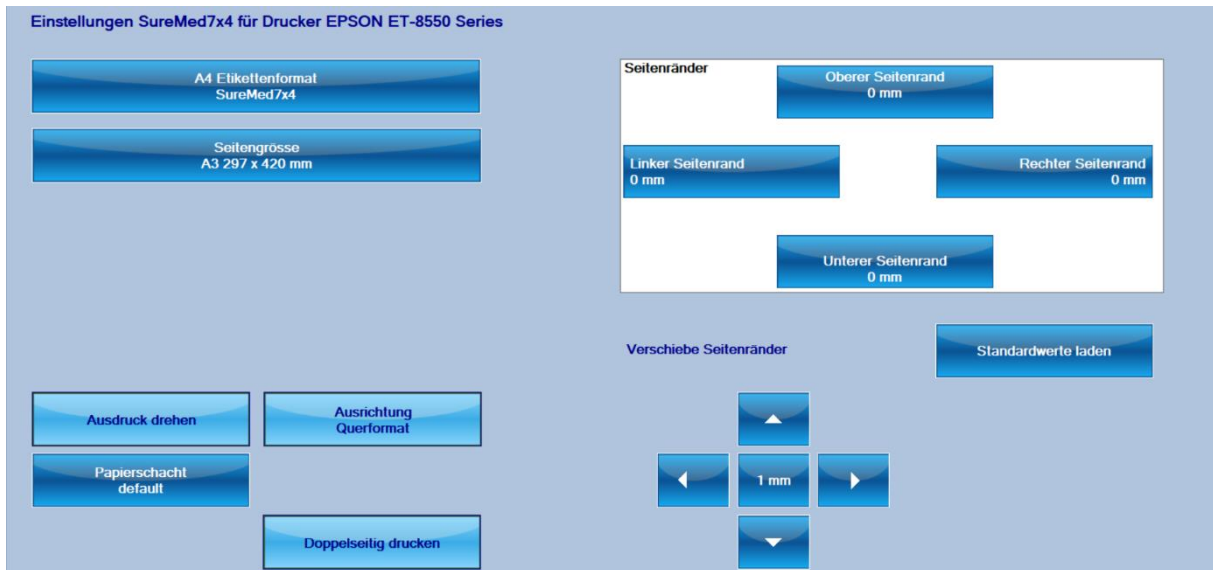 Einstellungen SureMed7x4 für Drucker EPSON ET-8550 Series
A4 Etikettenformat
SureMed7x4
Seitengrösse
A3 297 x 420 mm
Seitenränder
Oberer Seitenrand
0 mm
Linker Seitenrand
0 mm
Rechter Seitenrand
0 mm
Unterer Seitenrand
0 mm
Verschiebe Seitenränder
Standardwerte laden
Ausdruck drehen
Ausrichtung
Querformat
Papierschacht
default
1 mm
Doppelseitig drucken